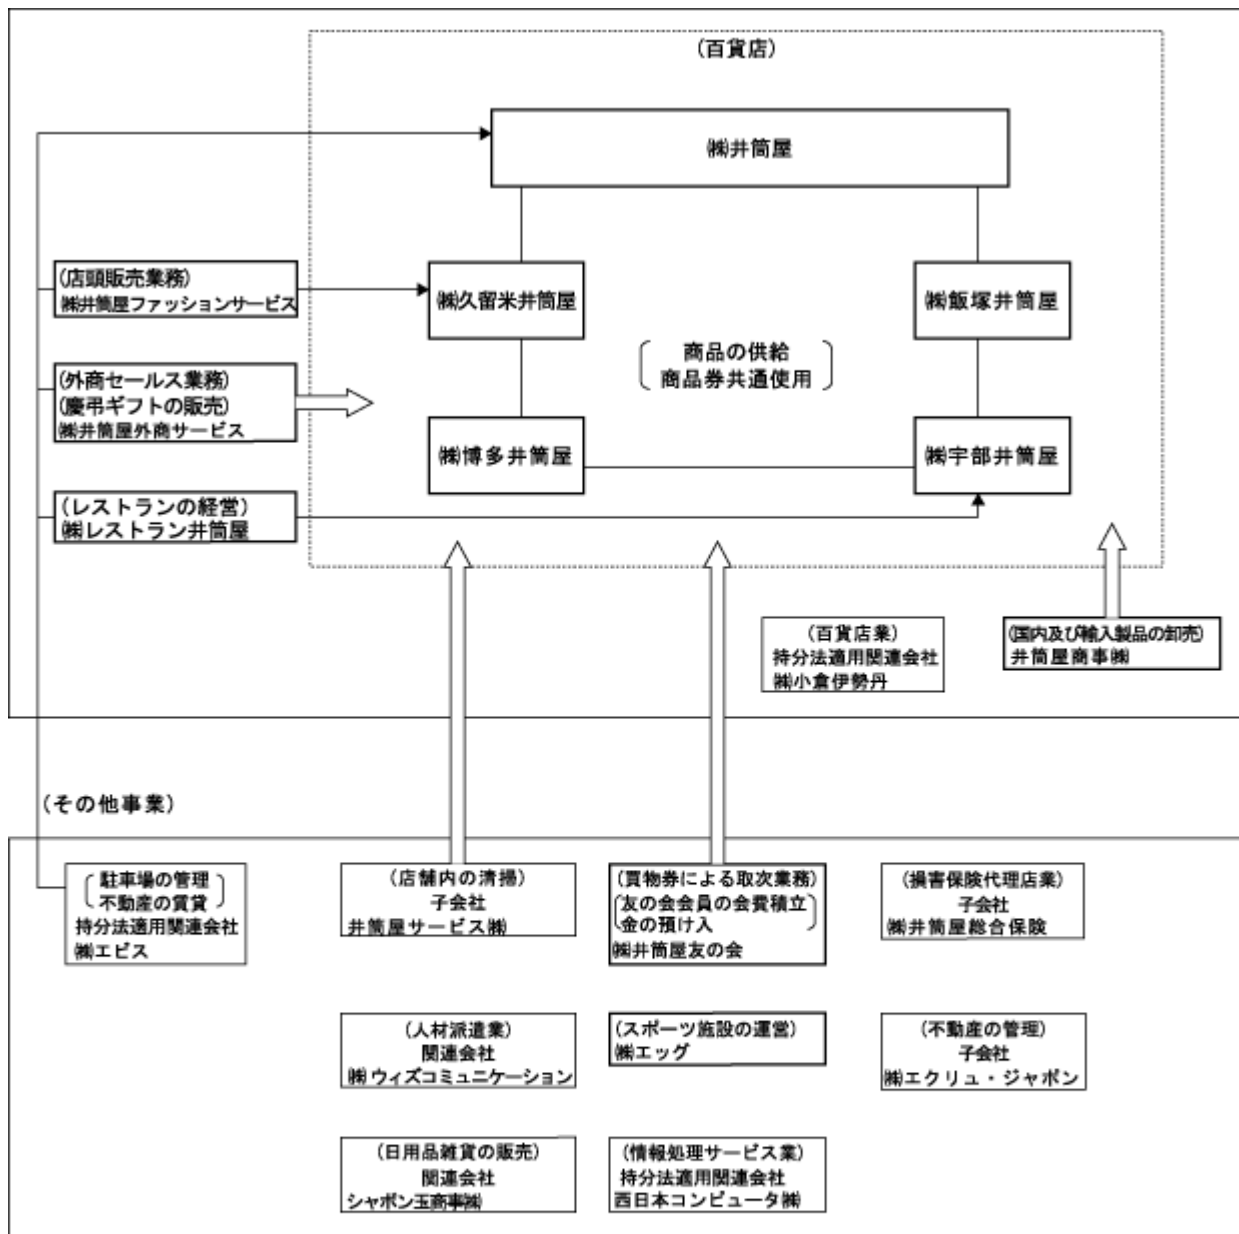 (百貨店)
㈱井筒屋
(店頭販売業務)
㈱井筒屋ファッションサービス
㈱久留米井筒屋
㈱飯塚井筒屋
商品の供給
商品券共通使用
(外商セールス業務)
(慶弔ギフトの販売)
㈱井筒屋外商サービス
㈱博多井筒屋
㈱宇部井筒屋
(レストランの経営)
㈱レストラン井筒屋
(百貨店業)
持分法適用関連会社
㈱小倉伊勢丹
(国内及び輸入製品の卸売)
井筒屋商事㈱
(その他事業)
駐車場の管理
不動産の賃貸
持分法適用関連会社
㈱エビス
(店舗内の清掃)
子会社
井筒屋サービス㈱
(買物券による取次業務)
友の会会員の会費積立
金の預け入
㈱井筒屋友の会
(損害保険代理店業)
子会社
㈱井筒屋総合保険
(人材派遣業)
関連会社
㈱ウィズコミュニケーション
(スポーツ施設の運営)
㈱エッグ
(不動産の管理)
子会社
㈱エクリュ・ジャポン
(日用品雑貨の販売)
関連会社
シャボン玉商事㈱
(情報処理サービス業)
持分法適用関連会社
西日本コンピュータ㈱